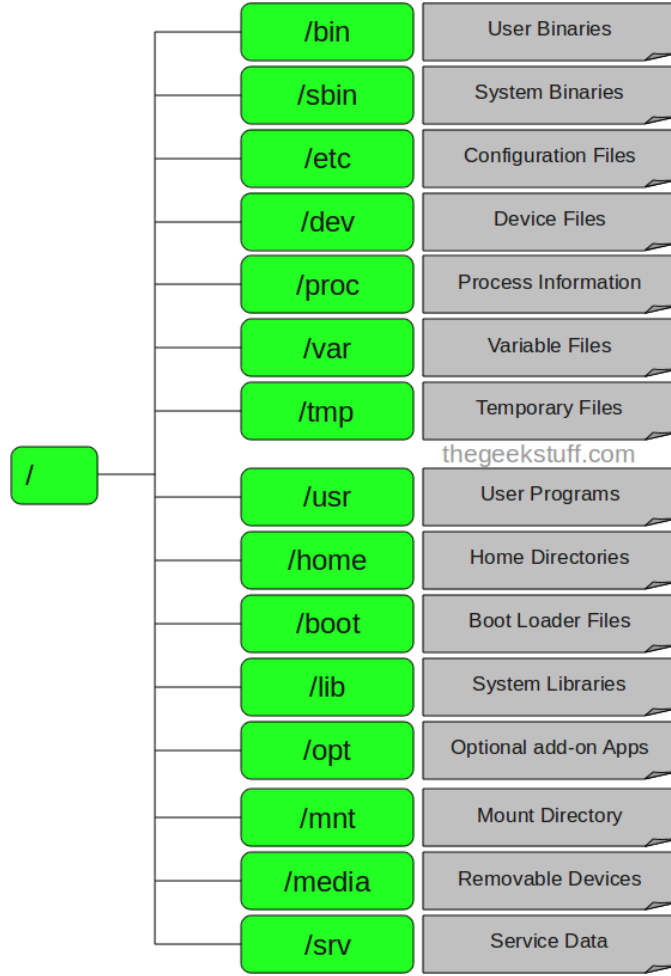 /bin
User Binaries
/sbin
System Binaries
/etc
Configuration Files
/dev
Device Files
/proc
Process Information
/var
Variable Files
/tmp
Temporary Files
thegeekstuff.com
/
/usr
User Programs
/home
Home Directories
/boot
Boot Loader Files
/lib
System Libraries
/opt
Optional add-on Apps
/mnt
Mount Directory
/media
Removable Devices
/srv
Service Data